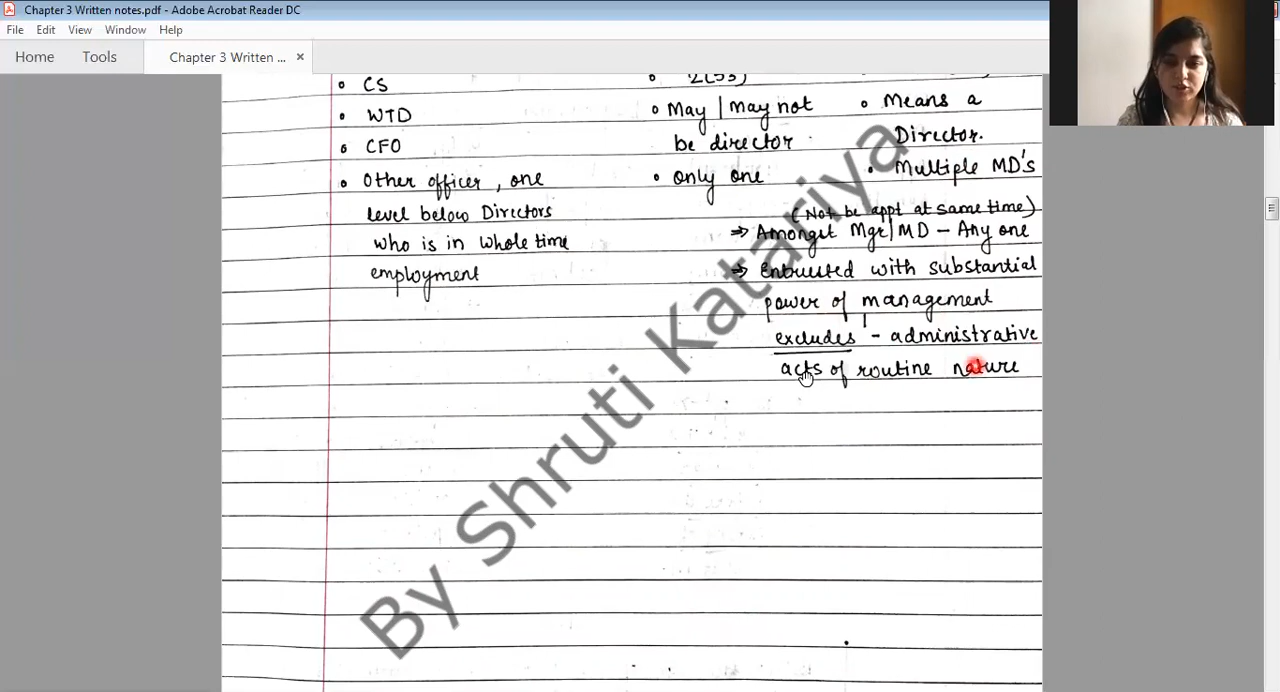 Chapter 3 Written notes.pdf - Adobe Acrobat Reader DC
File Edit View Window Help
Home Tools Chapter 3 Written ... ×
• CS
• WTD
• CFO
• Other officer, one
level below Directors
who is in whole time
employment
• 2(53)
• May | may not
be director
• only one
• Means a
Director.
• Multiple MD's
(Not be appt at same time)
⇒ Amongst Mgr/MD - Any one
⇒ Entrusted with substantial
power of management
excludes - administrative
acts of routine nature
By Shruti Katariya